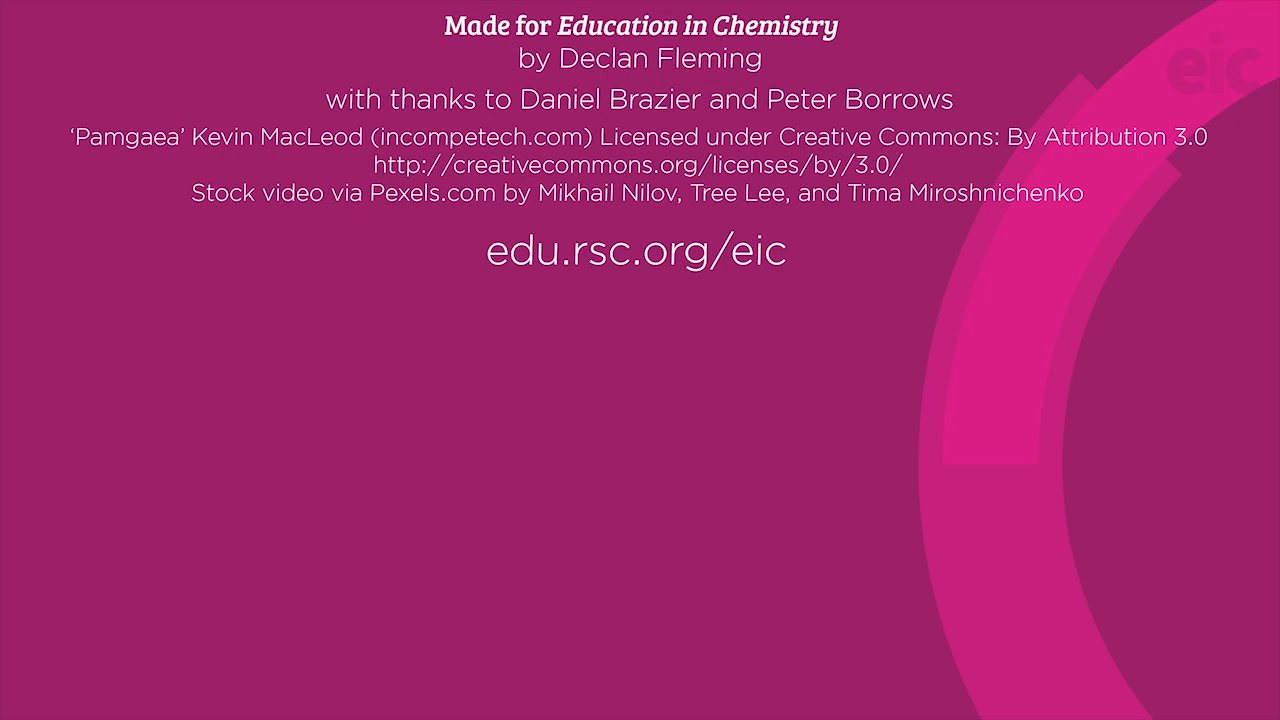 Made for Education in Chemistry
by Declan Fleming
with thanks to Daniel Brazier and Peter Borrows
‘Pamgaea’ Kevin MacLeod (incompetech.com) Licensed under Creative Commons: By Attribution 3.0
http://creativecommons.org/licenses/by/3.0/
Stock video via Pexels.com by Mikhail Nilov, Tree Lee, and Tima Miroshnichenko
edu.rsc.org/eic
eic